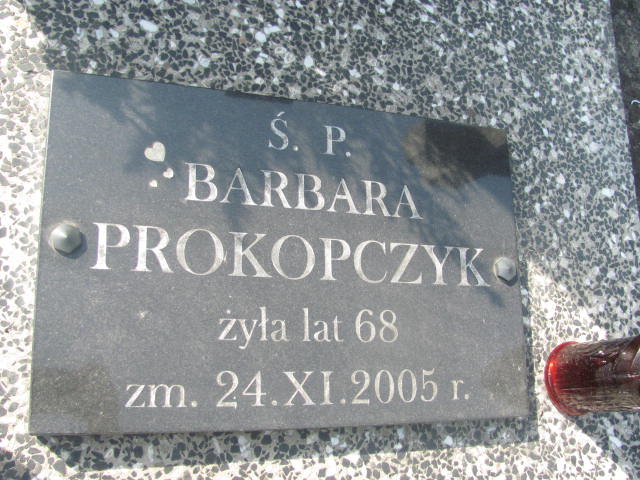 Ś. P.
BARBARA
PROKOPCZYK
żyła lat 68
zm. 24.XI.2005 r.